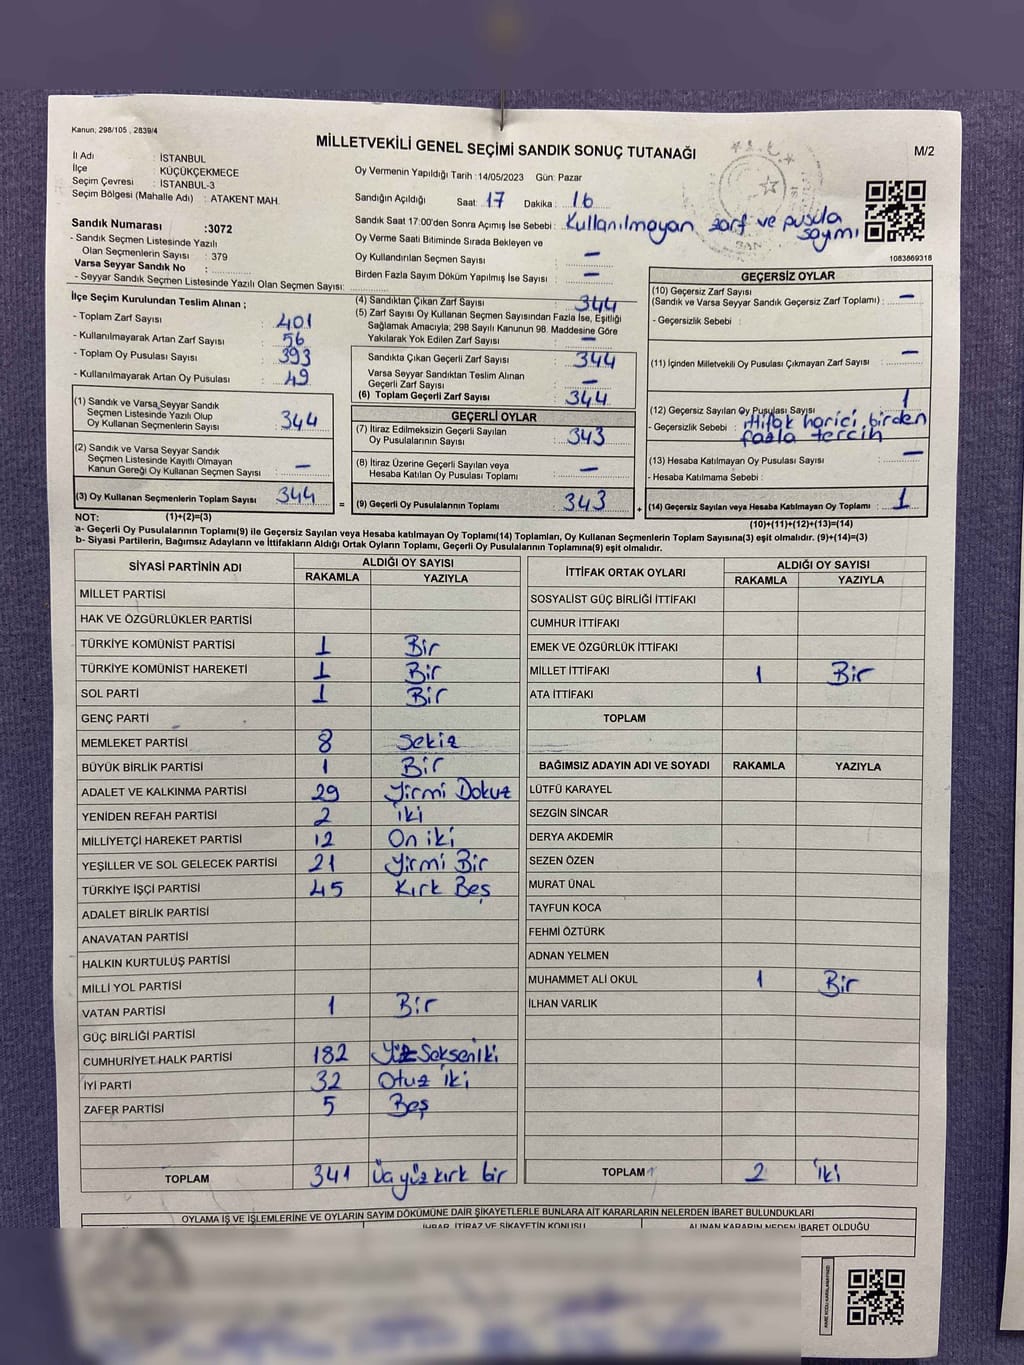 Kanun, 298/105 , 2839/4
MİLLETVEKİLİ GENEL SEÇİMİ SANDIK SONUÇ TUTANAĞI
M/2
İl Adı : İSTANBUL
İlçe : KÜÇÜKÇEKMECE
Seçim Çevresi : İSTANBUL-3
Seçim Bölgesi (Mahalle Adı) : ATAKENT MAH.
Oy Vermenin Yapıldığı Tarih :14/05/2023 Gün: Pazar
Sandığın Açıldığı Saat : 17 Dakika : 16
Sandık Saat 17:00'den Sonra Açımış İse Sebebi : Kullanılmayan zarf ve pusula sayımı
Oy Verme Saati Bitiminde Sırada Bekleyen ve
Oy Kullandırılan Seçmen Sayısı : —
Birden Fazla Sayım Döküm Yapılmış İse Sayısı : —
1083869318
Sandık Numarası :3072
- Sandık Seçmen Listesinde Yazılı
Olan Seçmenlerin Sayısı : 379
Varsa Seyyar Sandık No :
- Seyyar Sandık Seçmen Listesinde Yazılı Olan Seçmen Sayısı:
İlçe Seçim Kurulundan Teslim Alınan ;
- Toplam Zarf Sayısı : 401
- Kullanılmayarak Artan Zarf Sayısı : 56
- Toplam Oy Pusulası Sayısı : 393
- Kullanılmayarak Artan Oy Pusulası : 49
(1) Sandık ve Varsa Seyyar Sandık
Seçmen Listesinde Yazılı Olup
Oy Kullanan Seçmenlerin Sayısı : 344
(2) Sandık ve Varsa Seyyar Sandık
Seçmen Listesinde Kayıtlı Olmayan
Kanun Gereği Oy Kullanan Seçmen Sayısı : —
(3) Oy Kullanan Seçmenlerin Toplam Sayısı : 344 =
(4) Sandıktan Çıkan Zarf Sayısı : 344
(5) Zarf Sayısı Oy Kullanan Seçmen Sayısından Fazla İse, Eşitliği
Sağlamak Amacıyla; 298 Sayılı Kanunun 98. Maddesine Göre
Yakılarak Yok Edilen Zarf Sayısı : —
Sandıkta Çıkan Geçerli Zarf Sayısı : 344
Varsa Seyyar Sandıktan Teslim Alınan
Geçerli Zarf Sayısı : —
(6) Toplam Geçerli Zarf Sayısı : 344
GEÇERLİ OYLAR
(7) İtiraz Edilmeksizin Geçerli Sayılan
Oy Pusulalarının Sayısı : 343
(8) İtiraz Üzerine Geçerli Sayılan veya
Hesaba Katılan Oy Pusulası Toplamı : —
(9) Geçerli Oy Pusulalarının Toplamı : 343 +
GEÇERSİZ OYLAR
(10) Geçersiz Zarf Sayısı
(Sandık ve Varsa Seyyar Sandık Geçersiz Zarf Toplamı) : —
- Geçersizlik Sebebi :
(11) İçinden Milletvekili Oy Pusulası Çıkmayan Zarf Sayısı : —
(12) Geçersiz Sayılan Oy Pusulası Sayısı : 1
- Geçersizlik Sebebi : ittifak harici birden
fazla tercih
(13) Hesaba Katılmayan Oy Pusulası Sayısı : —
- Hesaba Katılmama Sebebi :
(14) Geçersiz Sayılan veya Hesaba Katılmayan Oy Toplamı : 1
NOT: (1)+(2)=(3)
(10)+(11)+(12)+(13)=(14)
a- Geçerli Oy Pusulalarının Toplamı(9) ile Geçersiz Sayılan veya Hesaba katılmayan Oy Toplamı(14) Toplamları, Oy Kullanan Seçmenlerin Toplam Sayısına(3) eşit olmalıdır. (9)+(14)=(3)
b- Siyasi Partilerin, Bağımsız Adayların ve İttifakların Aldığı Ortak Oyların Toplamı, Geçerli Oy Pusulalarının Toplamına(9) eşit olmalıdır.
SİYASİ PARTİNİN ADI ALDIĞI OY SAYISI
RAKAMLA YAZIYLA
MİLLET PARTİSİ
HAK VE ÖZGÜRLÜKLER PARTİSİ
TÜRKİYE KOMÜNİST PARTİSİ 1 Bir
TÜRKİYE KOMÜNİST HAREKETİ 1 Bir
SOL PARTİ 1 Bir
GENÇ PARTİ
MEMLEKET PARTİSİ 8 Sekiz
BÜYÜK BİRLİK PARTİSİ 1 Bir
ADALET VE KALKINMA PARTİSİ 29 Yirmi Dokuz
YENİDEN REFAH PARTİSİ 2 iki
MİLLİYETÇİ HAREKET PARTİSİ 12 On iki
YEŞİLLER VE SOL GELECEK PARTİSİ 21 Yirmi Bir
TÜRKİYE İŞÇİ PARTİSİ 45 Kırk Beş
ADALET BİRLİK PARTİSİ
ANAVATAN PARTİSİ
HALKIN KURTULUŞ PARTİSİ
MİLLİ YOL PARTİSİ
VATAN PARTİSİ 1 Bir
GÜÇ BİRLİĞİ PARTİSİ
CUMHURİYET HALK PARTİSİ 182 Yüz Seksen İki
İYİ PARTİ 32 Otuz iki
ZAFER PARTİSİ 5 Beş
TOPLAM 341 Üçyüz kırk bir
İTTİFAK ORTAK OYLARI ALDIĞI OY SAYISI
RAKAMLA YAZIYLA
SOSYALİST GÜÇ BİRLİĞİ İTTİFAKI
CUMHUR İTTİFAKI
EMEK VE ÖZGÜRLÜK İTTİFAKI
MİLLET İTTİFAKI 1 Bir
ATA İTTİFAKI
TOPLAM
BAĞIMSIZ ADAYIN ADI VE SOYADI RAKAMLA YAZIYLA
LÜTFÜ KARAYEL
SEZGİN SİNCAR
DERYA AKDEMİR
SEZEN ÖZEN
MURAT ÜNAL
TAYFUN KOCA
FEHMİ ÖZTÜRK
ADNAN YELMEN
MUHAMMET ALİ OKUL 1 Bir
İLHAN VARLIK
TOPLAM 2 iki
OYLAMA İŞ VE İŞLEMLERİNE VE OYLARIN SAYIM DÖKÜMÜNE DAİR ŞİKAYETLERLE BUNLARA AİT KARARLARIN NELERDEN İBARET BULUNDUKLARI
İHBAR, İTİRAZ VE ŞİKAYETİN KONUSU ALINAN KARARIN NEDEN İBARET OLDUĞU